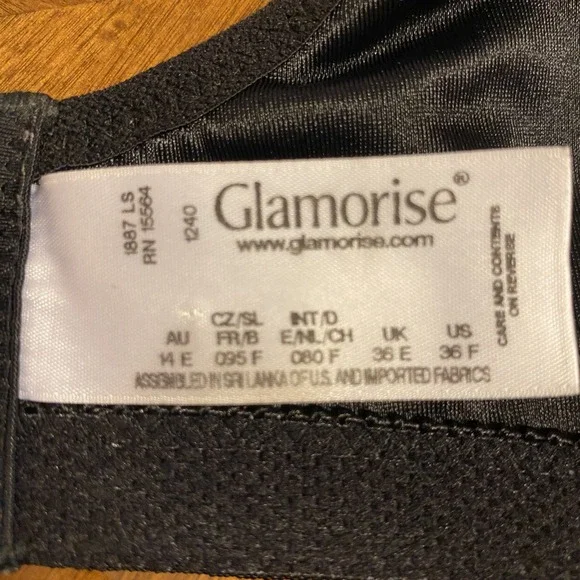 1887 LS
RN 15564
1240
Glamorise®
www.glamorise.com
CARE AND CONTENTS
ON REVERSE
CZ/SL INT/D
AU FR/B E/NL/CH UK US
14 E 095 F 080 F 36 E 36 F
ASSEMBLED IN SRI LANKA OF U.S. AND IMPORTED FABRICS